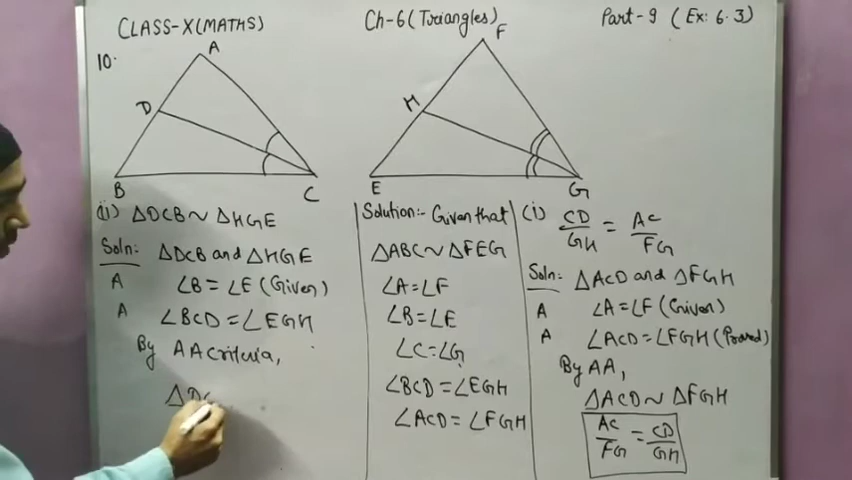 CLASS-X(MATHS)
Ch-6(Triangles)
Part-9 (Ex: 6.3)
10.
A
D
B
C
F
H
E
G
(ii) ΔDCB ~ ΔHGE
Soln: ΔDCB and ΔHGE
A ∠B = ∠E (Given)
A ∠BCD = ∠EGH
By AA Criteria,
ΔDC
Solution:- Given that
ΔABC ~ ΔFEG
∠A = ∠F
∠B = ∠E
∠C = ∠G
∠BCD = ∠EGH
∠ACD = ∠FGH
(i) CD/GH = AC/FG
Soln: ΔACD and ΔFGH
A ∠A = ∠F (Given)
A ∠ACD = ∠FGH (Proved)
By AA,
ΔACD ~ ΔFGH
AC/FG = CD/GH